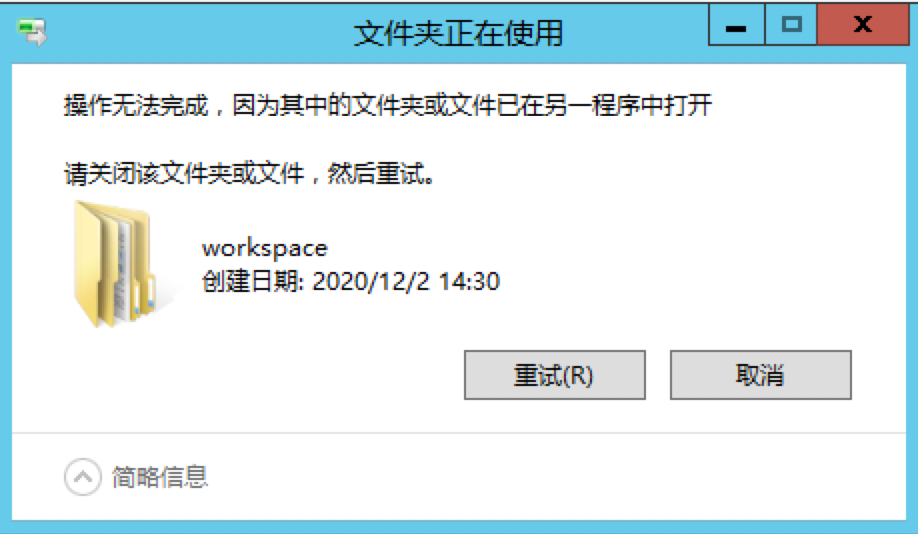 文件夹正在使用
操作无法完成，因为其中的文件夹或文件已在另一程序中打开
请关闭该文件夹或文件，然后重试。
workspace
创建日期: 2020/12/2 14:30
重试(R)
取消
简略信息